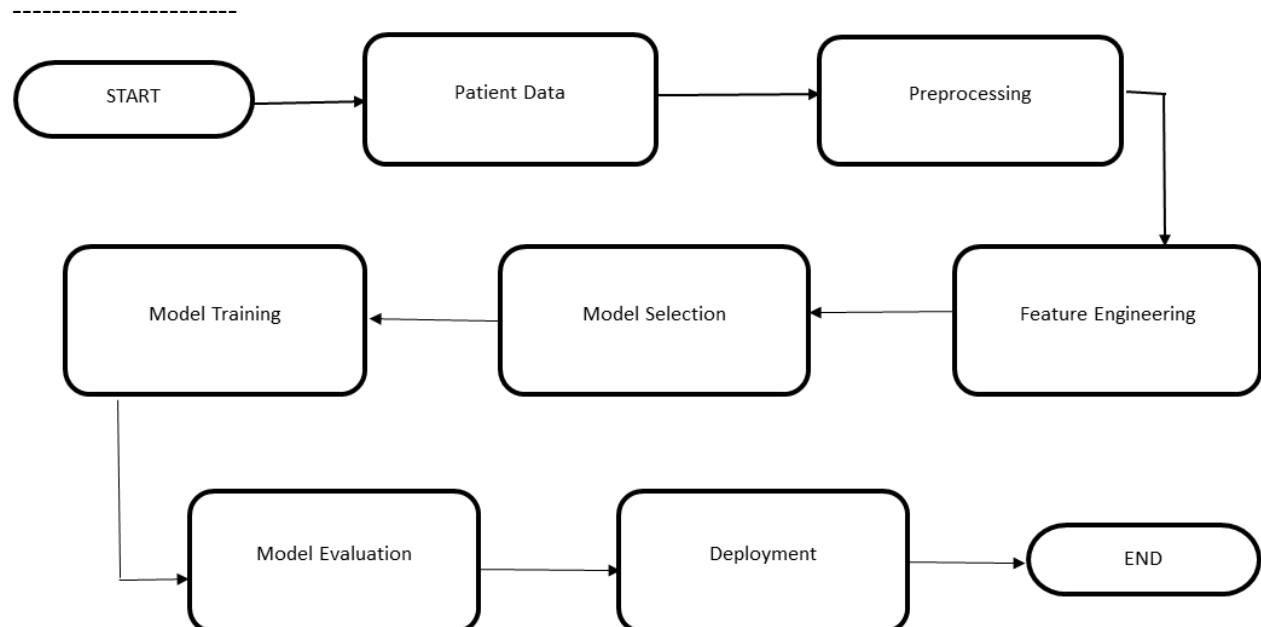 ------------------------
START
Patient Data
Preprocessing
Feature Engineering
Model Selection
Model Training
Model Evaluation
Deployment
END